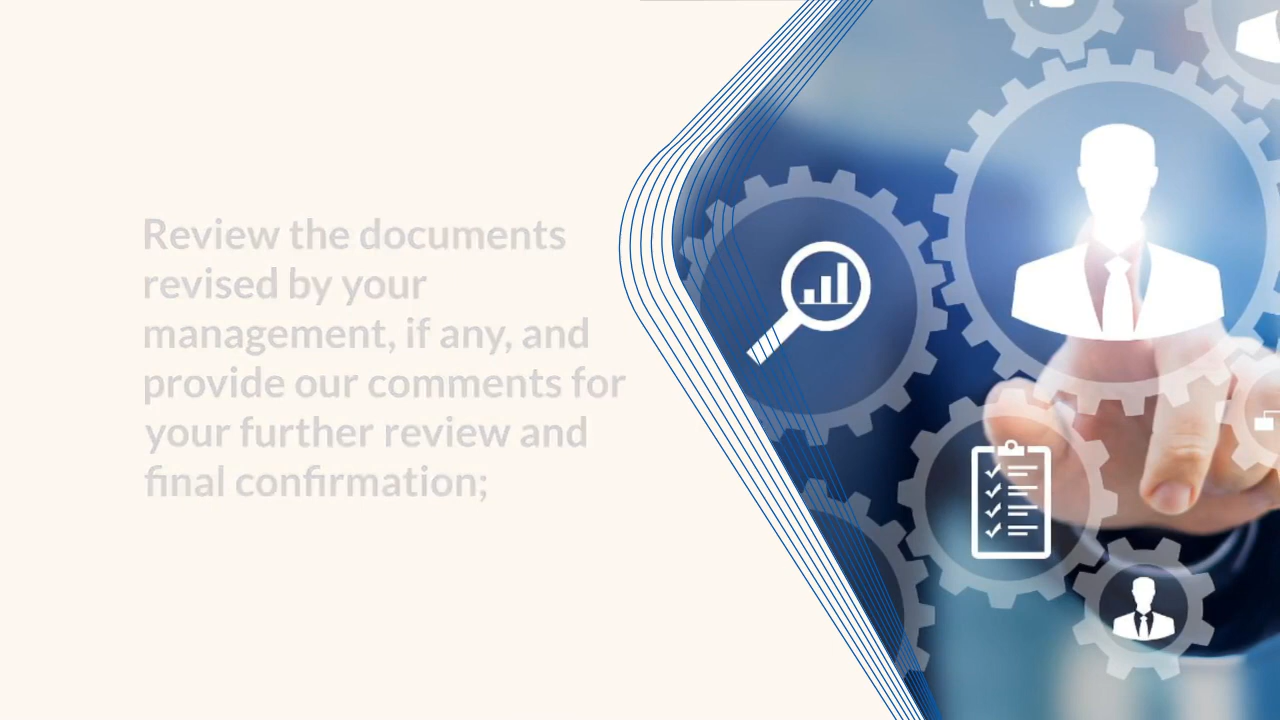 Review the documents
revised by your
management, if any, and
provide our comments for
your further review and
final confirmation;